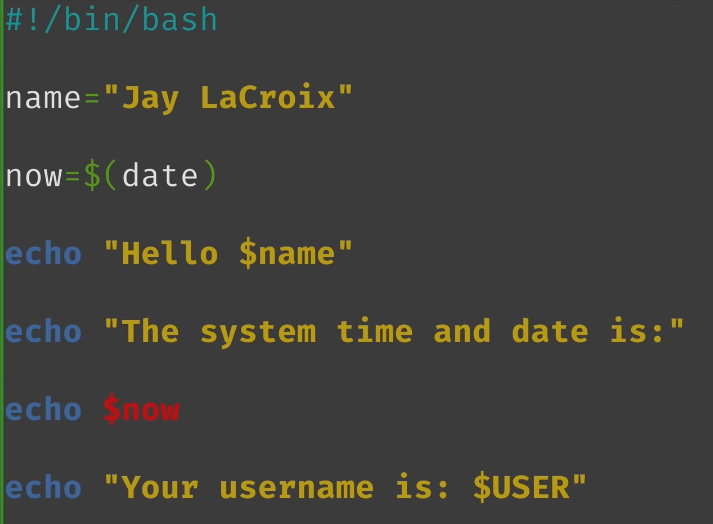 #!/bin/bash
name="Jay LaCroix"
now=$(date)
echo "Hello $name"
echo "The system time and date is:"
echo $now
echo "Your username is: $USER"